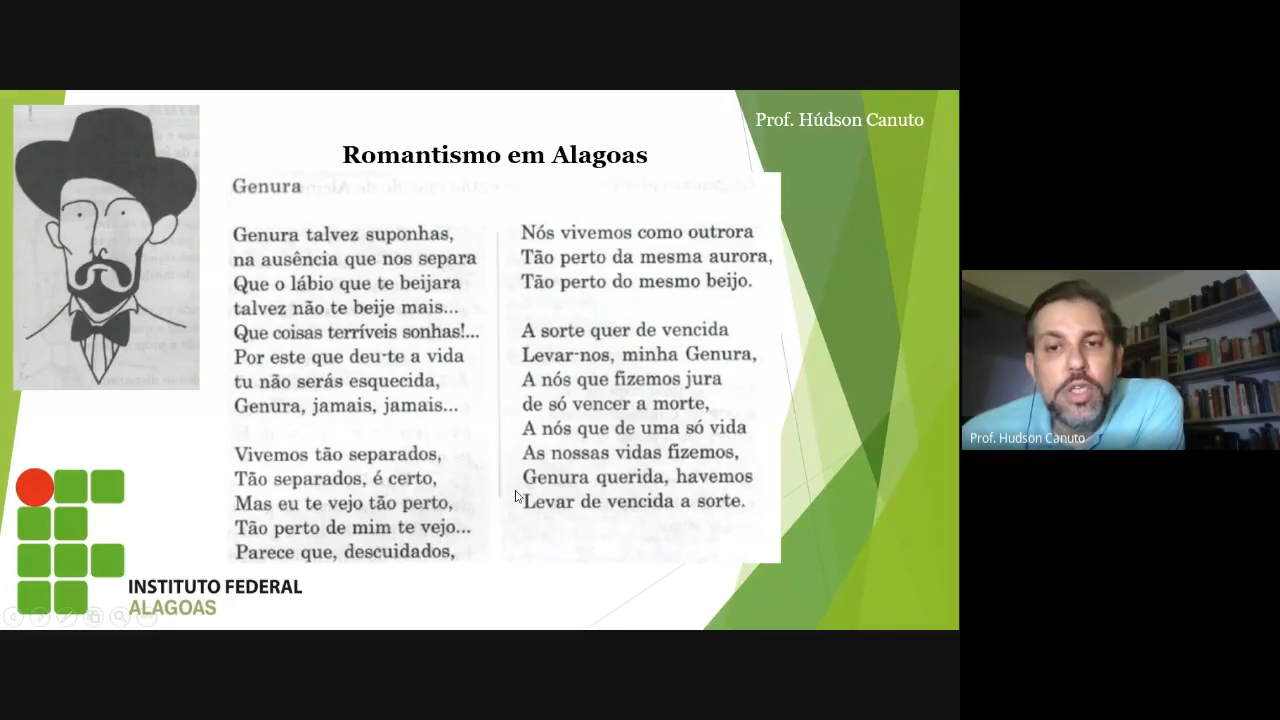 Prof. Húdson Canuto
Romantismo em Alagoas
Genura
Genura talvez suponhas,
na ausência que nos separa
Que o lábio que te beijara
talvez não te beije mais...
Que coisas terríveis sonhas!...
Por este que deu-te a vida
tu não serás esquecida,
Genura, jamais, jamais...
Vivemos tão separados,
Tão separados, é certo,
Mas eu te vejo tão perto,
Tão perto de mim te vejo...
Parece que, descuidados,
Nós vivemos como outrora
Tão perto da mesma aurora,
Tão perto do mesmo beijo.
A sorte quer de vencida
Levar-nos, minha Genura,
A nós que fizemos jura
de só vencer a morte,
A nós que de uma só vida
As nossas vidas fizemos,
Genura querida, havemos
Levar de vencida a sorte.
INSTITUTO FEDERAL
ALAGOAS
Prof. Hudson Canuto